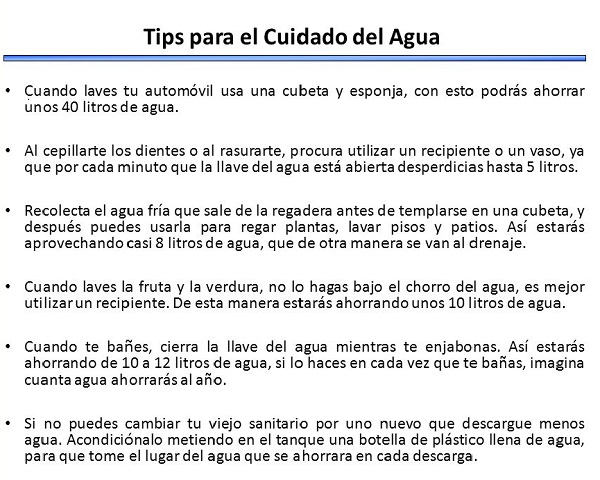 Tips para el Cuidado del Agua
• Cuando laves tu automóvil usa una cubeta y esponja, con esto podrás ahorrar
unos 40 litros de agua.
• Al cepillarte los dientes o al rasurarte, procura utilizar un recipiente o un vaso, ya
que por cada minuto que la llave del agua está abierta desperdicias hasta 5 litros.
• Recolecta el agua fría que sale de la regadera antes de templarse en una cubeta, y
después puedes usarla para regar plantas, lavar pisos y patios. Así estarás
aprovechando casi 8 litros de agua, que de otra manera se van al drenaje.
• Cuando laves la fruta y la verdura, no lo hagas bajo el chorro del agua, es mejor
utilizar un recipiente. De esta manera estarás ahorrando unos 10 litros de agua.
• Cuando te bañes, cierra la llave del agua mientras te enjabonas. Así estarás
ahorrando de 10 a 12 litros de agua, si lo haces en cada vez que te bañas, imagina
cuanta agua ahorrarás al año.
• Si no puedes cambiar tu viejo sanitario por uno nuevo que descargue menos
agua. Acondiciónalo metiendo en el tanque una botella de plástico llena de agua,
para que tome el lugar del agua que se ahorrara en cada descarga.